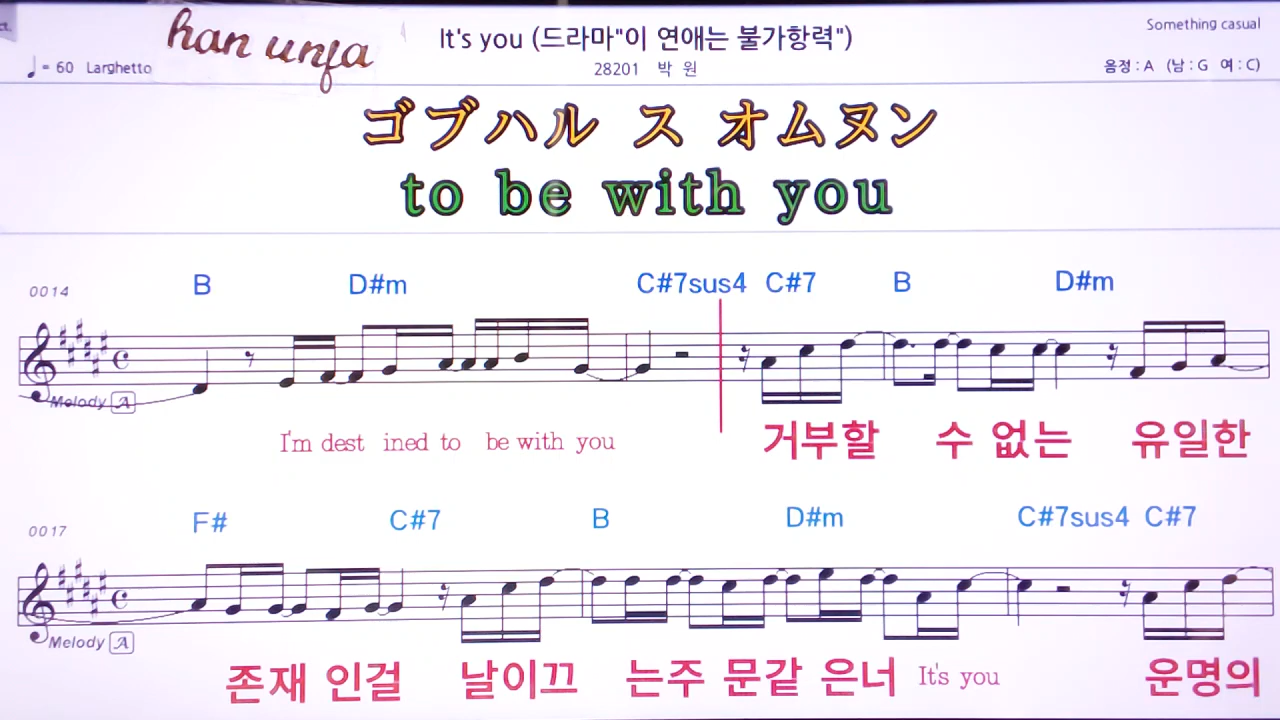 ct.
han unja
It's you (드라마"이 연애는 불가항력")
Something casual
♩= 60 Larghetto
28201 박 원
음정 : A (남 : G 여 : C)
ゴブハル ス オムヌン
to be with you
B D#m C#7sus4 C#7 B D#m
0014
Melody A
I'm dest ined to be with you 거부할 수 없는 유일한
F# C#7 B D#m C#7sus4 C#7
0017
Melody A
존재 인걸 날이끄 는주 문같 은너 It's you 운명의